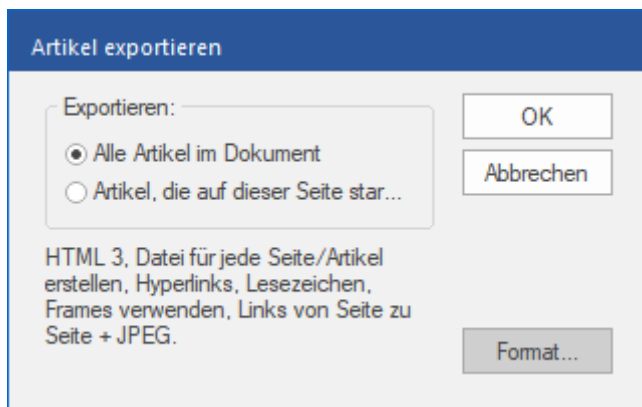 Artikel exportieren
Exportieren:
Alle Artikel im Dokument
Artikel, die auf dieser Seite star...
OK
Abbrechen
HTML 3, Datei für jede Seite/Artikel
erstellen, Hyperlinks, Lesezeichen,
Frames verwenden, Links von Seite zu
Seite + JPEG.
Format...